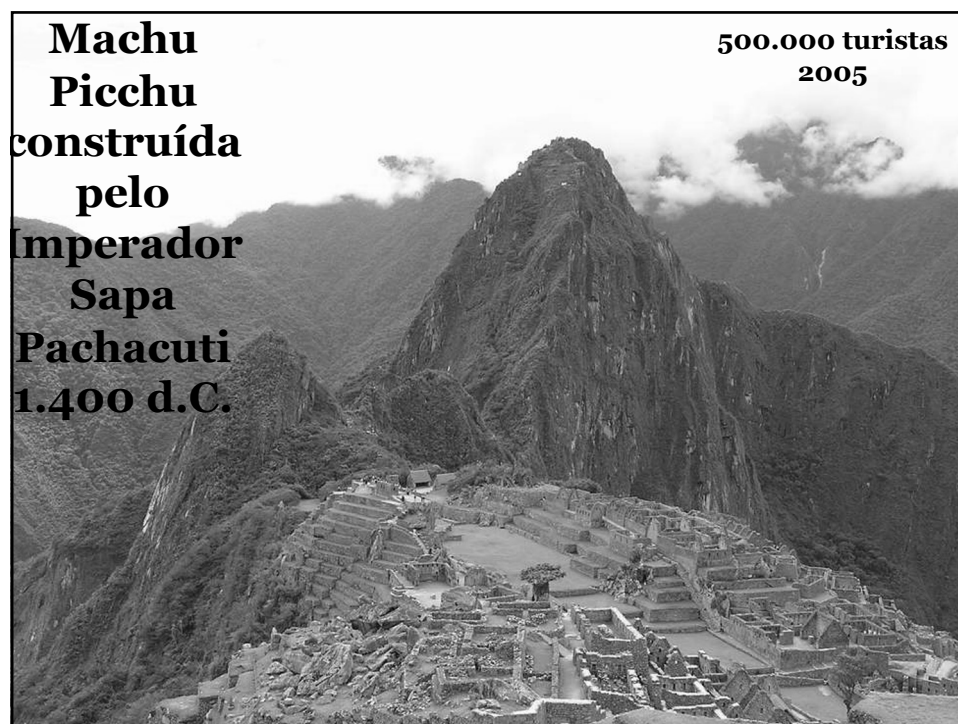 Machu
Picchu
construída
pelo
Imperador
Sapa
Pachacuti
1.400 d.C.
500.000 turistas
2005